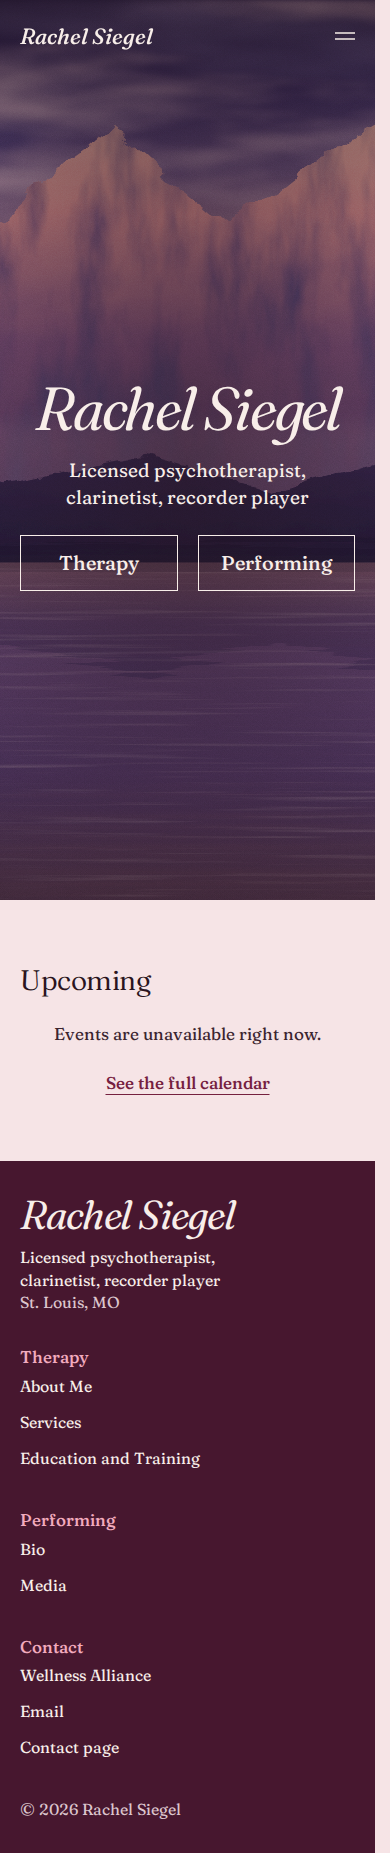 Rachel Siegel
Rachel Siegel
Licensed psychotherapist,
clarinetist, recorder player
Therapy
Performing
Upcoming
Events are unavailable right now.
See the full calendar
Rachel Siegel
Licensed psychotherapist,
clarinetist, recorder player
St. Louis, MO
Therapy
About Me
Services
Education and Training
Performing
Bio
Media
Contact
Wellness Alliance
Email
Contact page
© 2026 Rachel Siegel